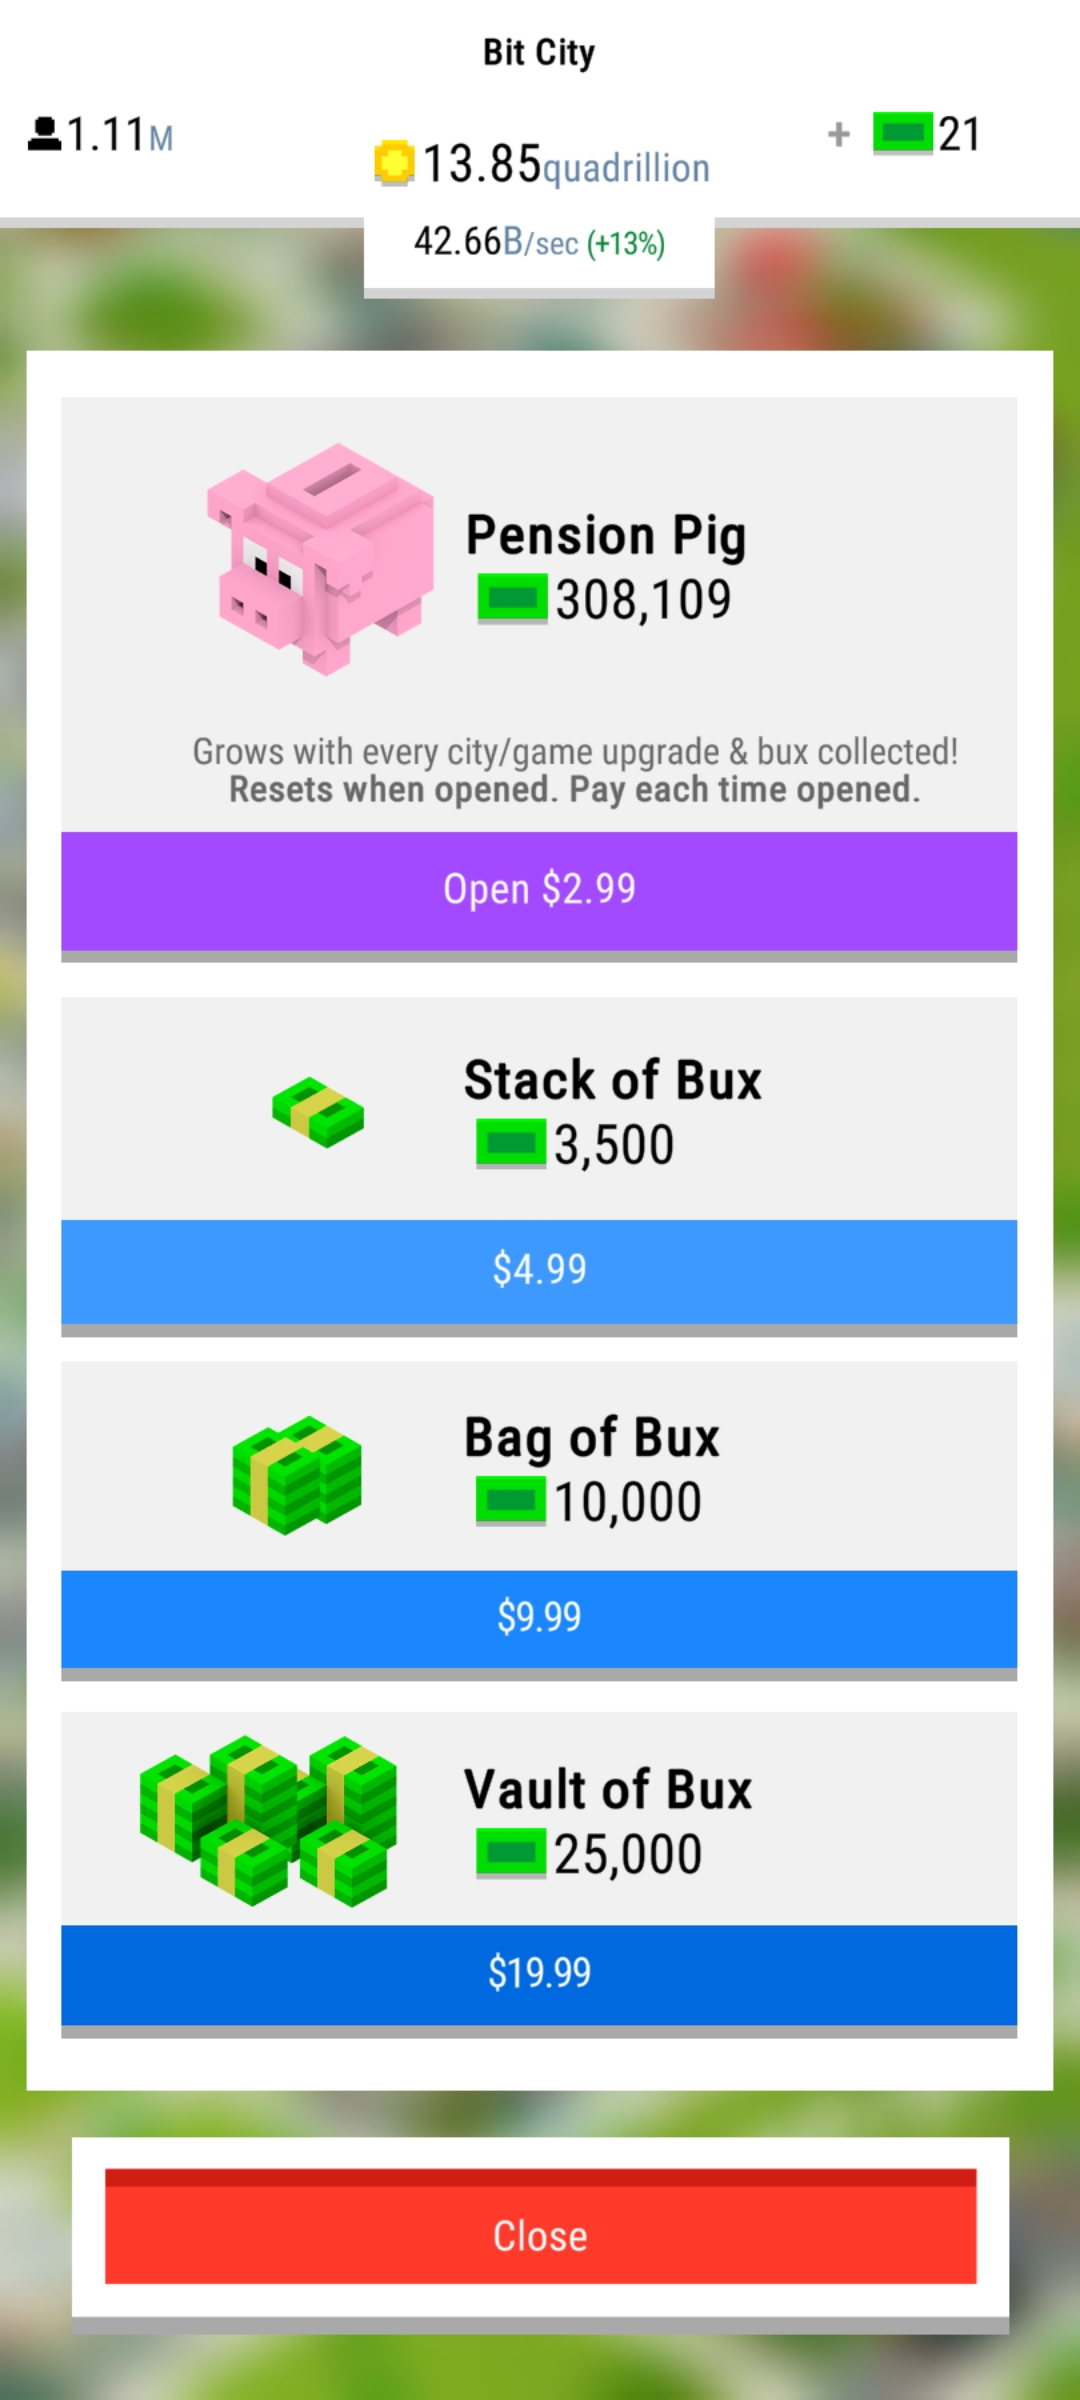 Bit City
1.11M
13.85quadrillion
+ 21
42.66B/sec (+13%)
Pension Pig
308,109
Grows with every city/game upgrade & bux collected!
Resets when opened. Pay each time opened.
Open $2.99
Stack of Bux
3,500
$4.99
Bag of Bux
10,000
$9.99
Vault of Bux
25,000
$19.99
Close